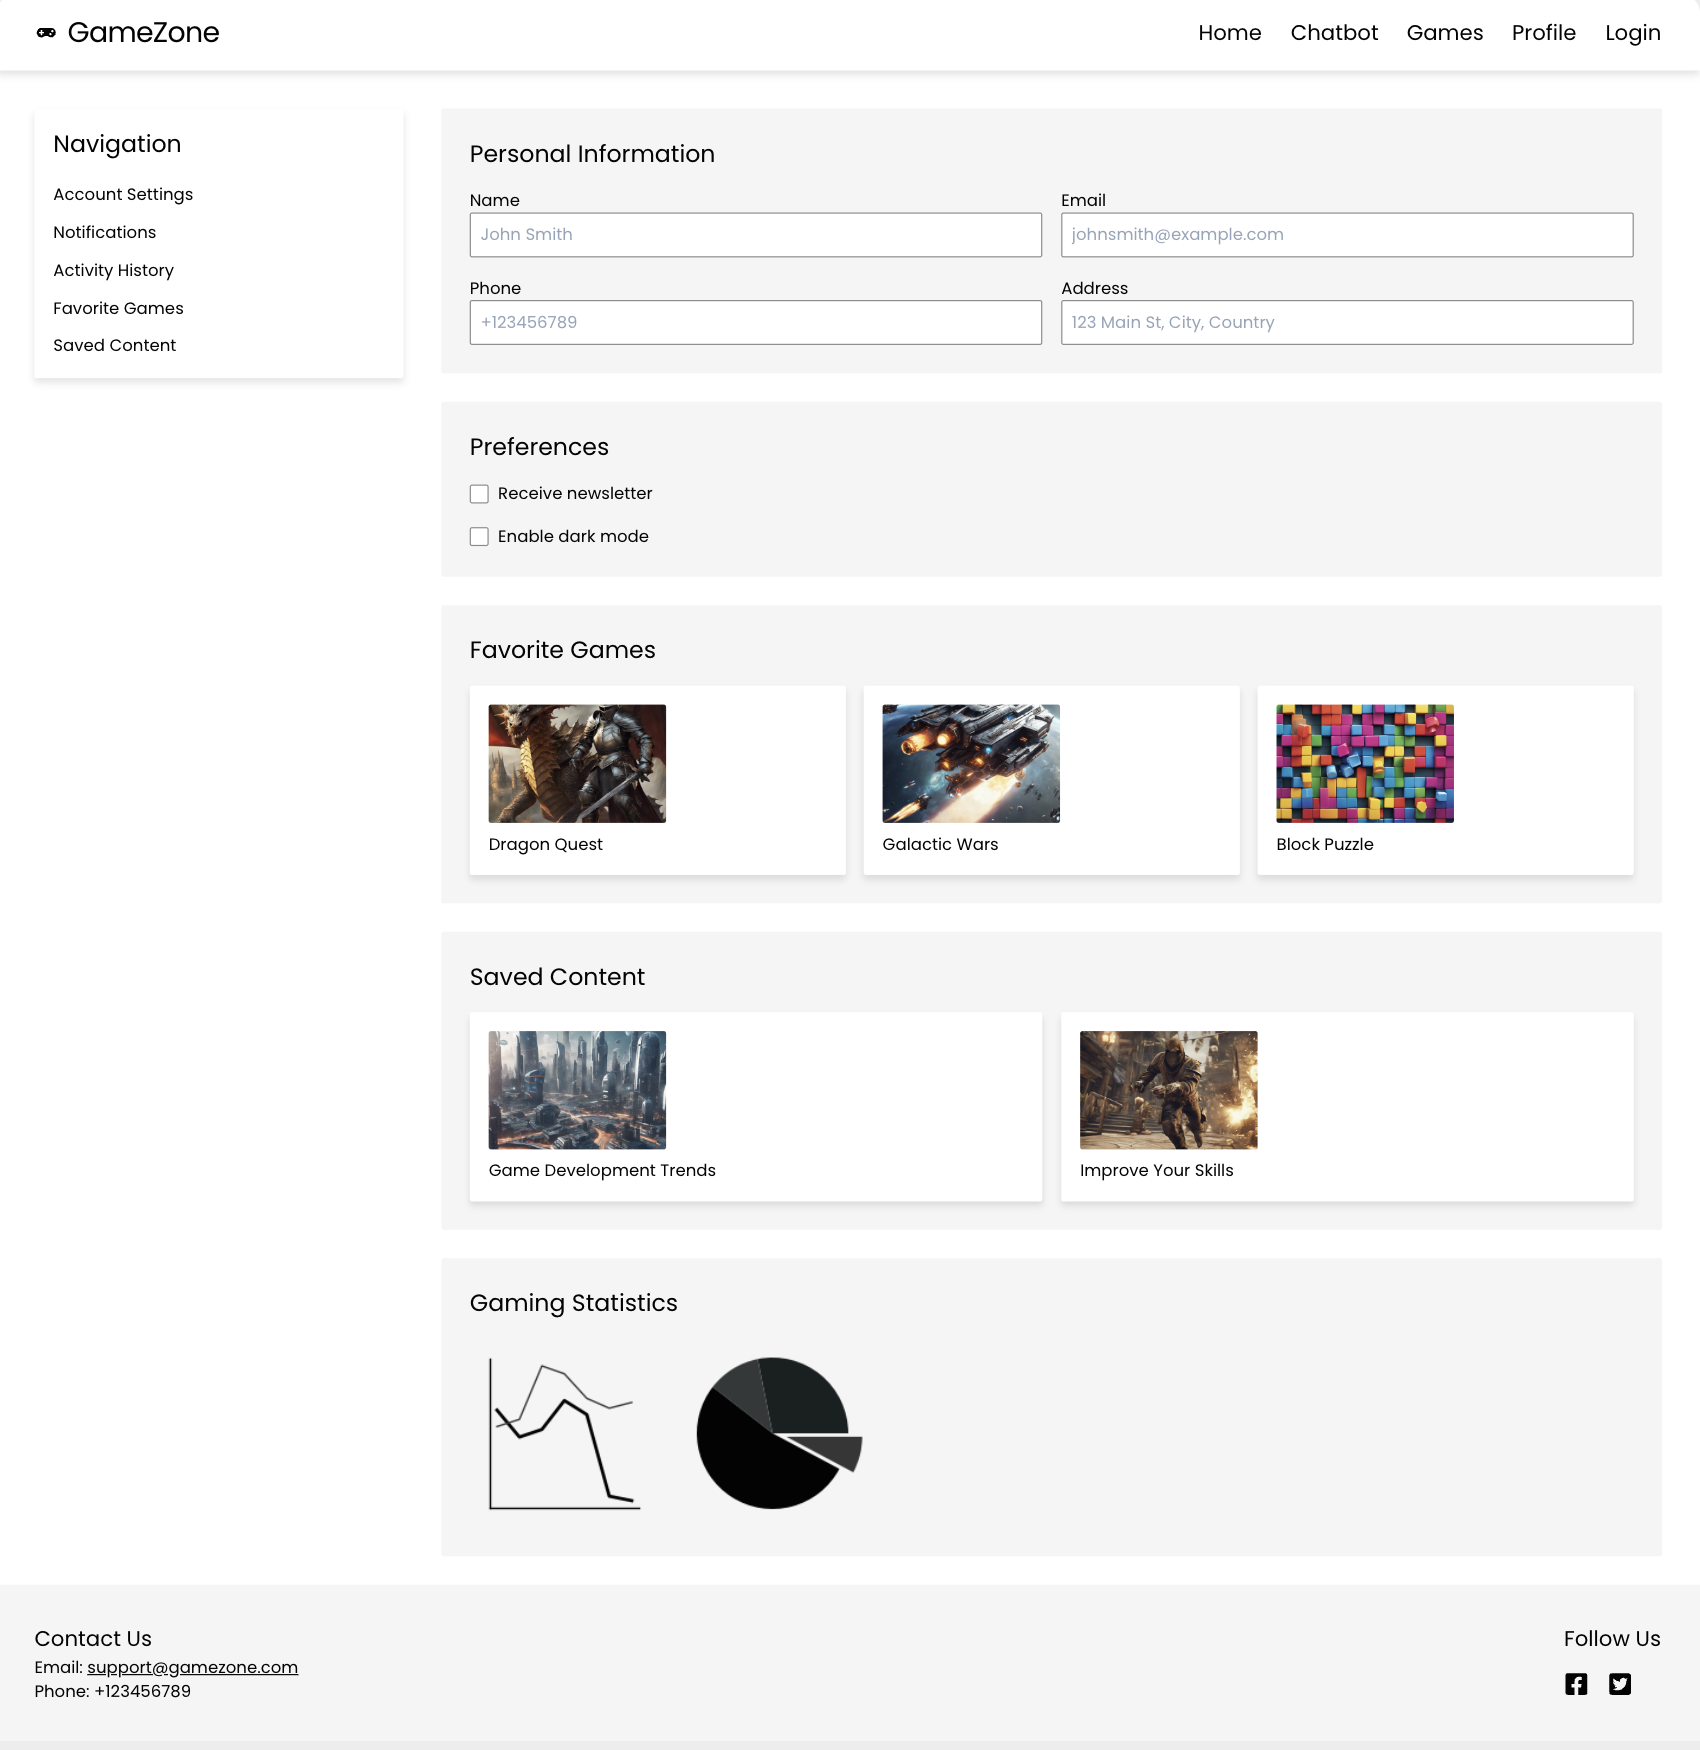 GameZone
Home Chatbot Games Profile Login
Navigation
Account Settings
Notifications
Activity History
Favorite Games
Saved Content
Personal Information
Name
John Smith
Email
johnsmith@example.com
Phone
+123456789
Address
123 Main St, City, Country
Preferences
Receive newsletter
Enable dark mode
Favorite Games
Dragon Quest
Galactic Wars
Block Puzzle
Saved Content
Game Development Trends
Improve Your Skills
Gaming Statistics
Contact Us
Email: support@gamezone.com
Phone: +123456789
Follow Us